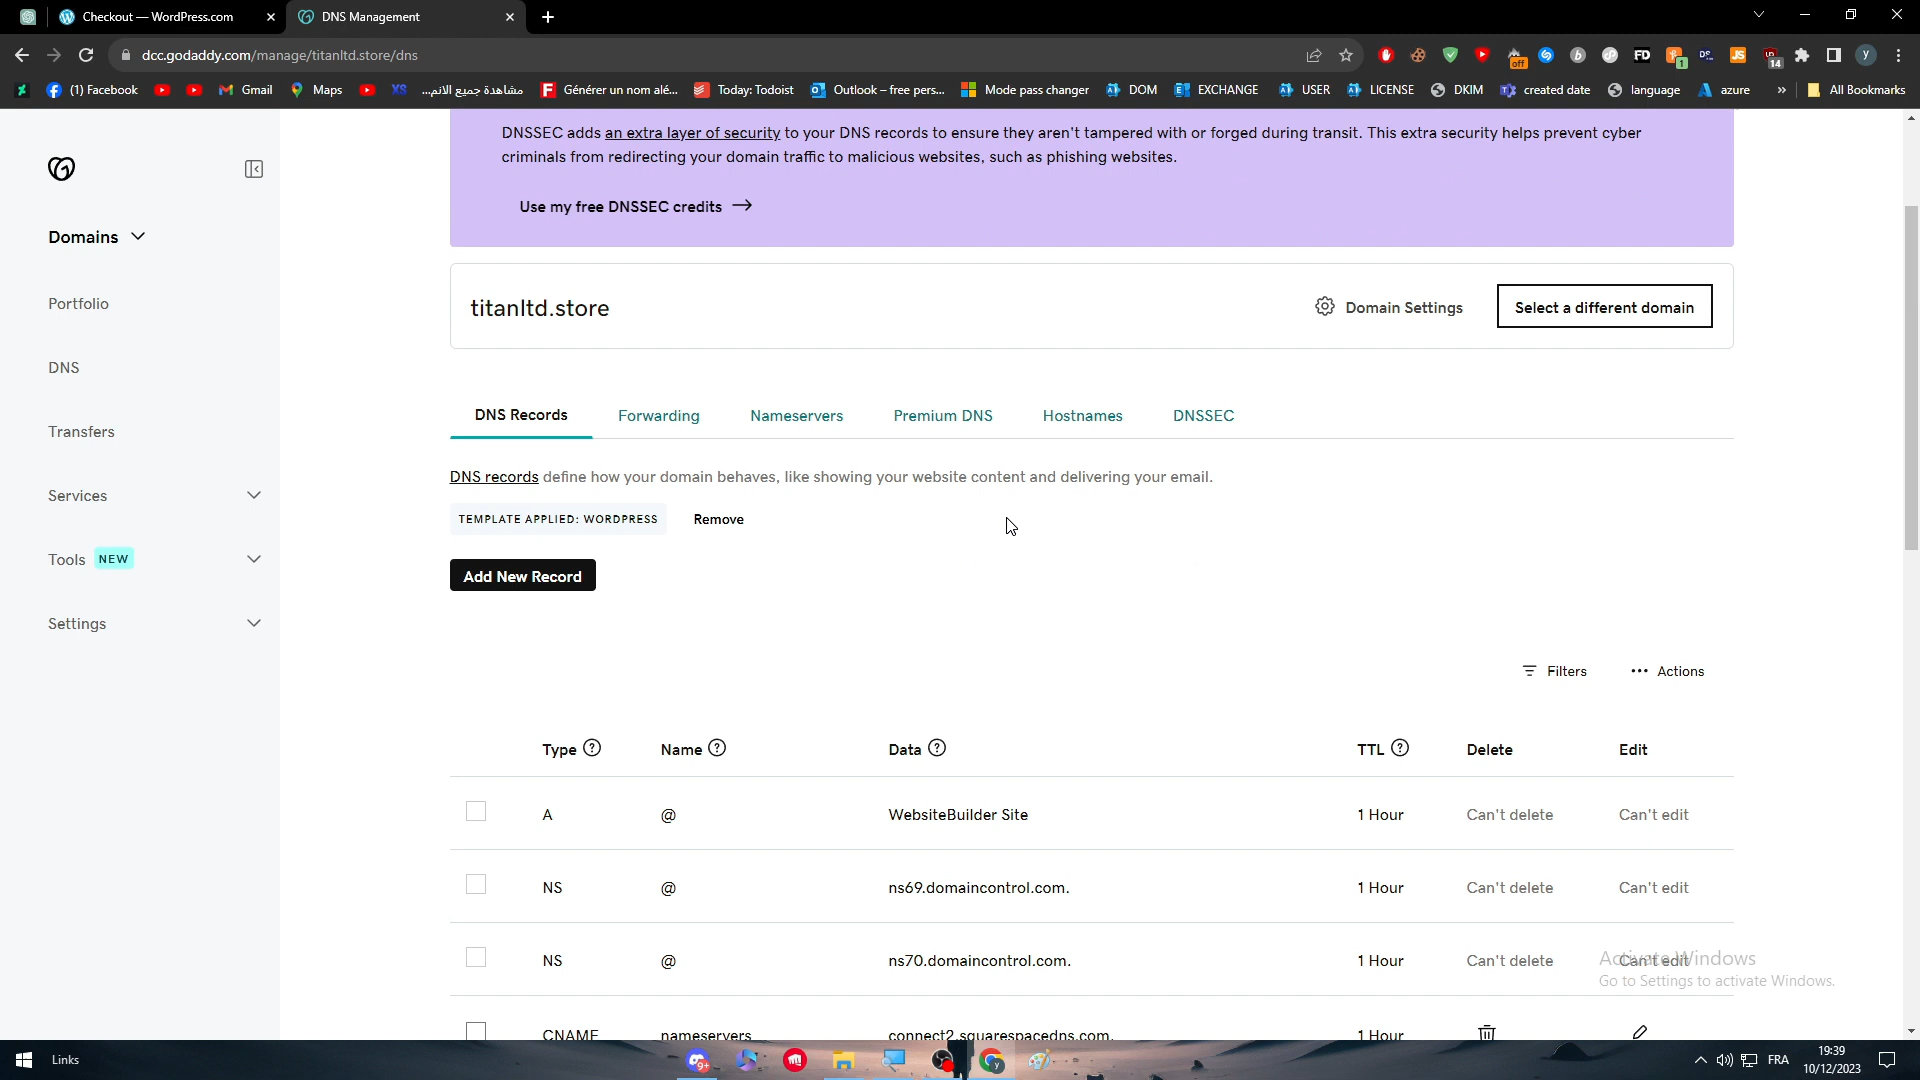 Checkout — WordPress.com
DNS Management
dcc.godaddy.com/manage/titanltd.store/dns
(1) Facebook
Gmail
Maps
مشاهدة جميع الانم...
Générer un nom alé...
Today: Todoist
Outlook – free pers...
Mode pass changer
DOM
EXCHANGE
USER
LICENSE
DKIM
created date
language
azure
»
All Bookmarks
off
1
14
FD
JS
XS
y
DNSSEC adds an extra layer of security to your DNS records to ensure they aren't tampered with or forged during transit. This extra security helps prevent cyber
criminals from redirecting your domain traffic to malicious websites, such as phishing websites.
Use my free DNSSEC credits →
Domains
Portfolio
DNS
Transfers
Services
Tools NEW
Settings
titanltd.store
Domain Settings
Select a different domain
DNS Records Forwarding Nameservers Premium DNS Hostnames DNSSEC
DNS records define how your domain behaves, like showing your website content and delivering your email.
TEMPLATE APPLIED: WORDPRESS Remove
Add New Record
Filters ··· Actions
Type Name Data TTL Delete Edit
A @ WebsiteBuilder Site 1 Hour Can't delete Can't edit
NS @ ns69.domaincontrol.com. 1 Hour Can't delete Can't edit
NS @ ns70.domaincontrol.com. 1 Hour Can't delete Can't edit
Activate Windows
Go to Settings to activate Windows.
CNAME nameservers connect2.squarespacedns.com. 1 Hour
Links
9+
FRA
19:39
10/12/2023